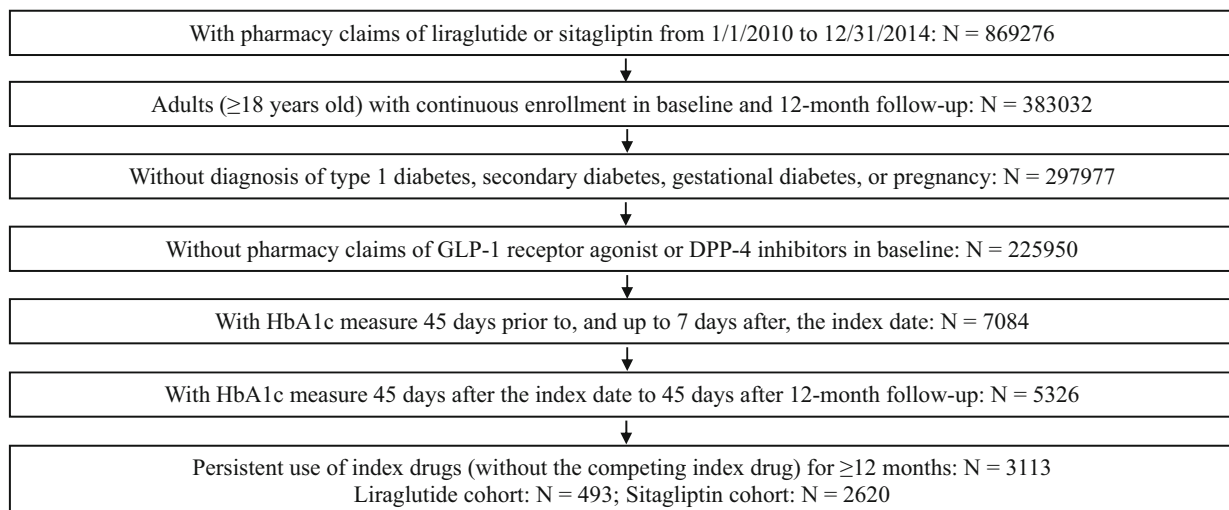 With pharmacy claims of liraglutide or sitagliptin from 1/1/2010 to 12/31/2014: N = 869276
Adults (≥18 years old) with continuous enrollment in baseline and 12-month follow-up: N = 383032
Without diagnosis of type 1 diabetes, secondary diabetes, gestational diabetes, or pregnancy: N = 297977
Without pharmacy claims of GLP-1 receptor agonist or DPP-4 inhibitors in baseline: N = 225950
With HbA1c measure 45 days prior to, and up to 7 days after, the index date: N = 7084
With HbA1c measure 45 days after the index date to 45 days after 12-month follow-up: N = 5326
Persistent use of index drugs (without the competing index drug) for ≥12 months: N = 3113
Liraglutide cohort: N = 493; Sitagliptin cohort: N = 2620